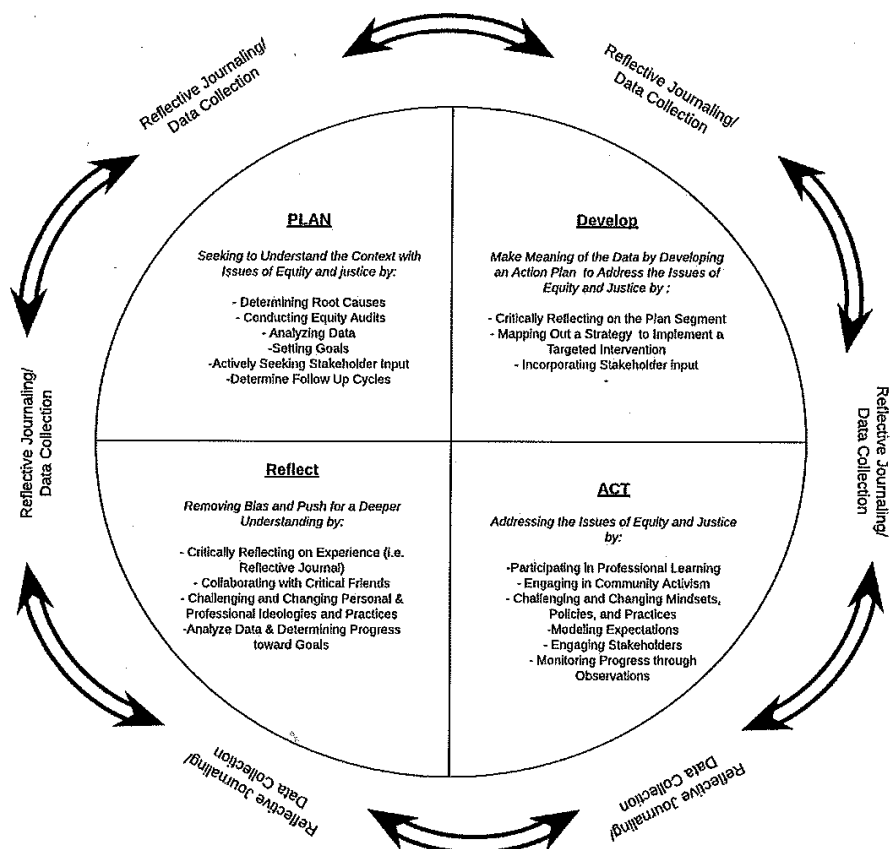 Reflective Journaling/
Data Collection
Reflective Journaling/
Data Collection
PLAN
Seeking to Understand the Context with
Issues of Equity and justice by:
- Determining Root Causes
- Conducting Equity Audits
- Analyzing Data
-Setting Goals
-Actively Seeking Stakeholder Input
-Determine Follow Up Cycles
Develop
Make Meaning of the Data by Developing
an Action Plan to Address the Issues of
Equity and Justice by :
- Critically Reflecting on the Plan Segment
- Mapping Out a Strategy to Implement a
Targeted Intervention
- Incorporating Stakeholder input
-
Reflective Journaling/
Data Collection
Reflective Journaling/
Data Collection
Reflect
Removing Bias and Push for a Deeper
Understanding by:
- Critically Reflecting on Experience (i.e.
Reflective Journal)
- Collaborating with Critical Friends
- Challenging and Changing Personal &
Professional Ideologies and Practices
- Analyze Data & Determining Progress
toward Goals
ACT
Addressing the Issues of Equity and Justice
by:
-Participating in Professional Learning
- Engaging in Community Activism
- Challenging and Changing Mindsets,
Policies, and Practices
-Modeling Expectations
- Engaging Stakeholders
- Monitoring Progress through
Observations
Reflective Journaling/
Data Collection
Reflective Journaling/
Data Collection